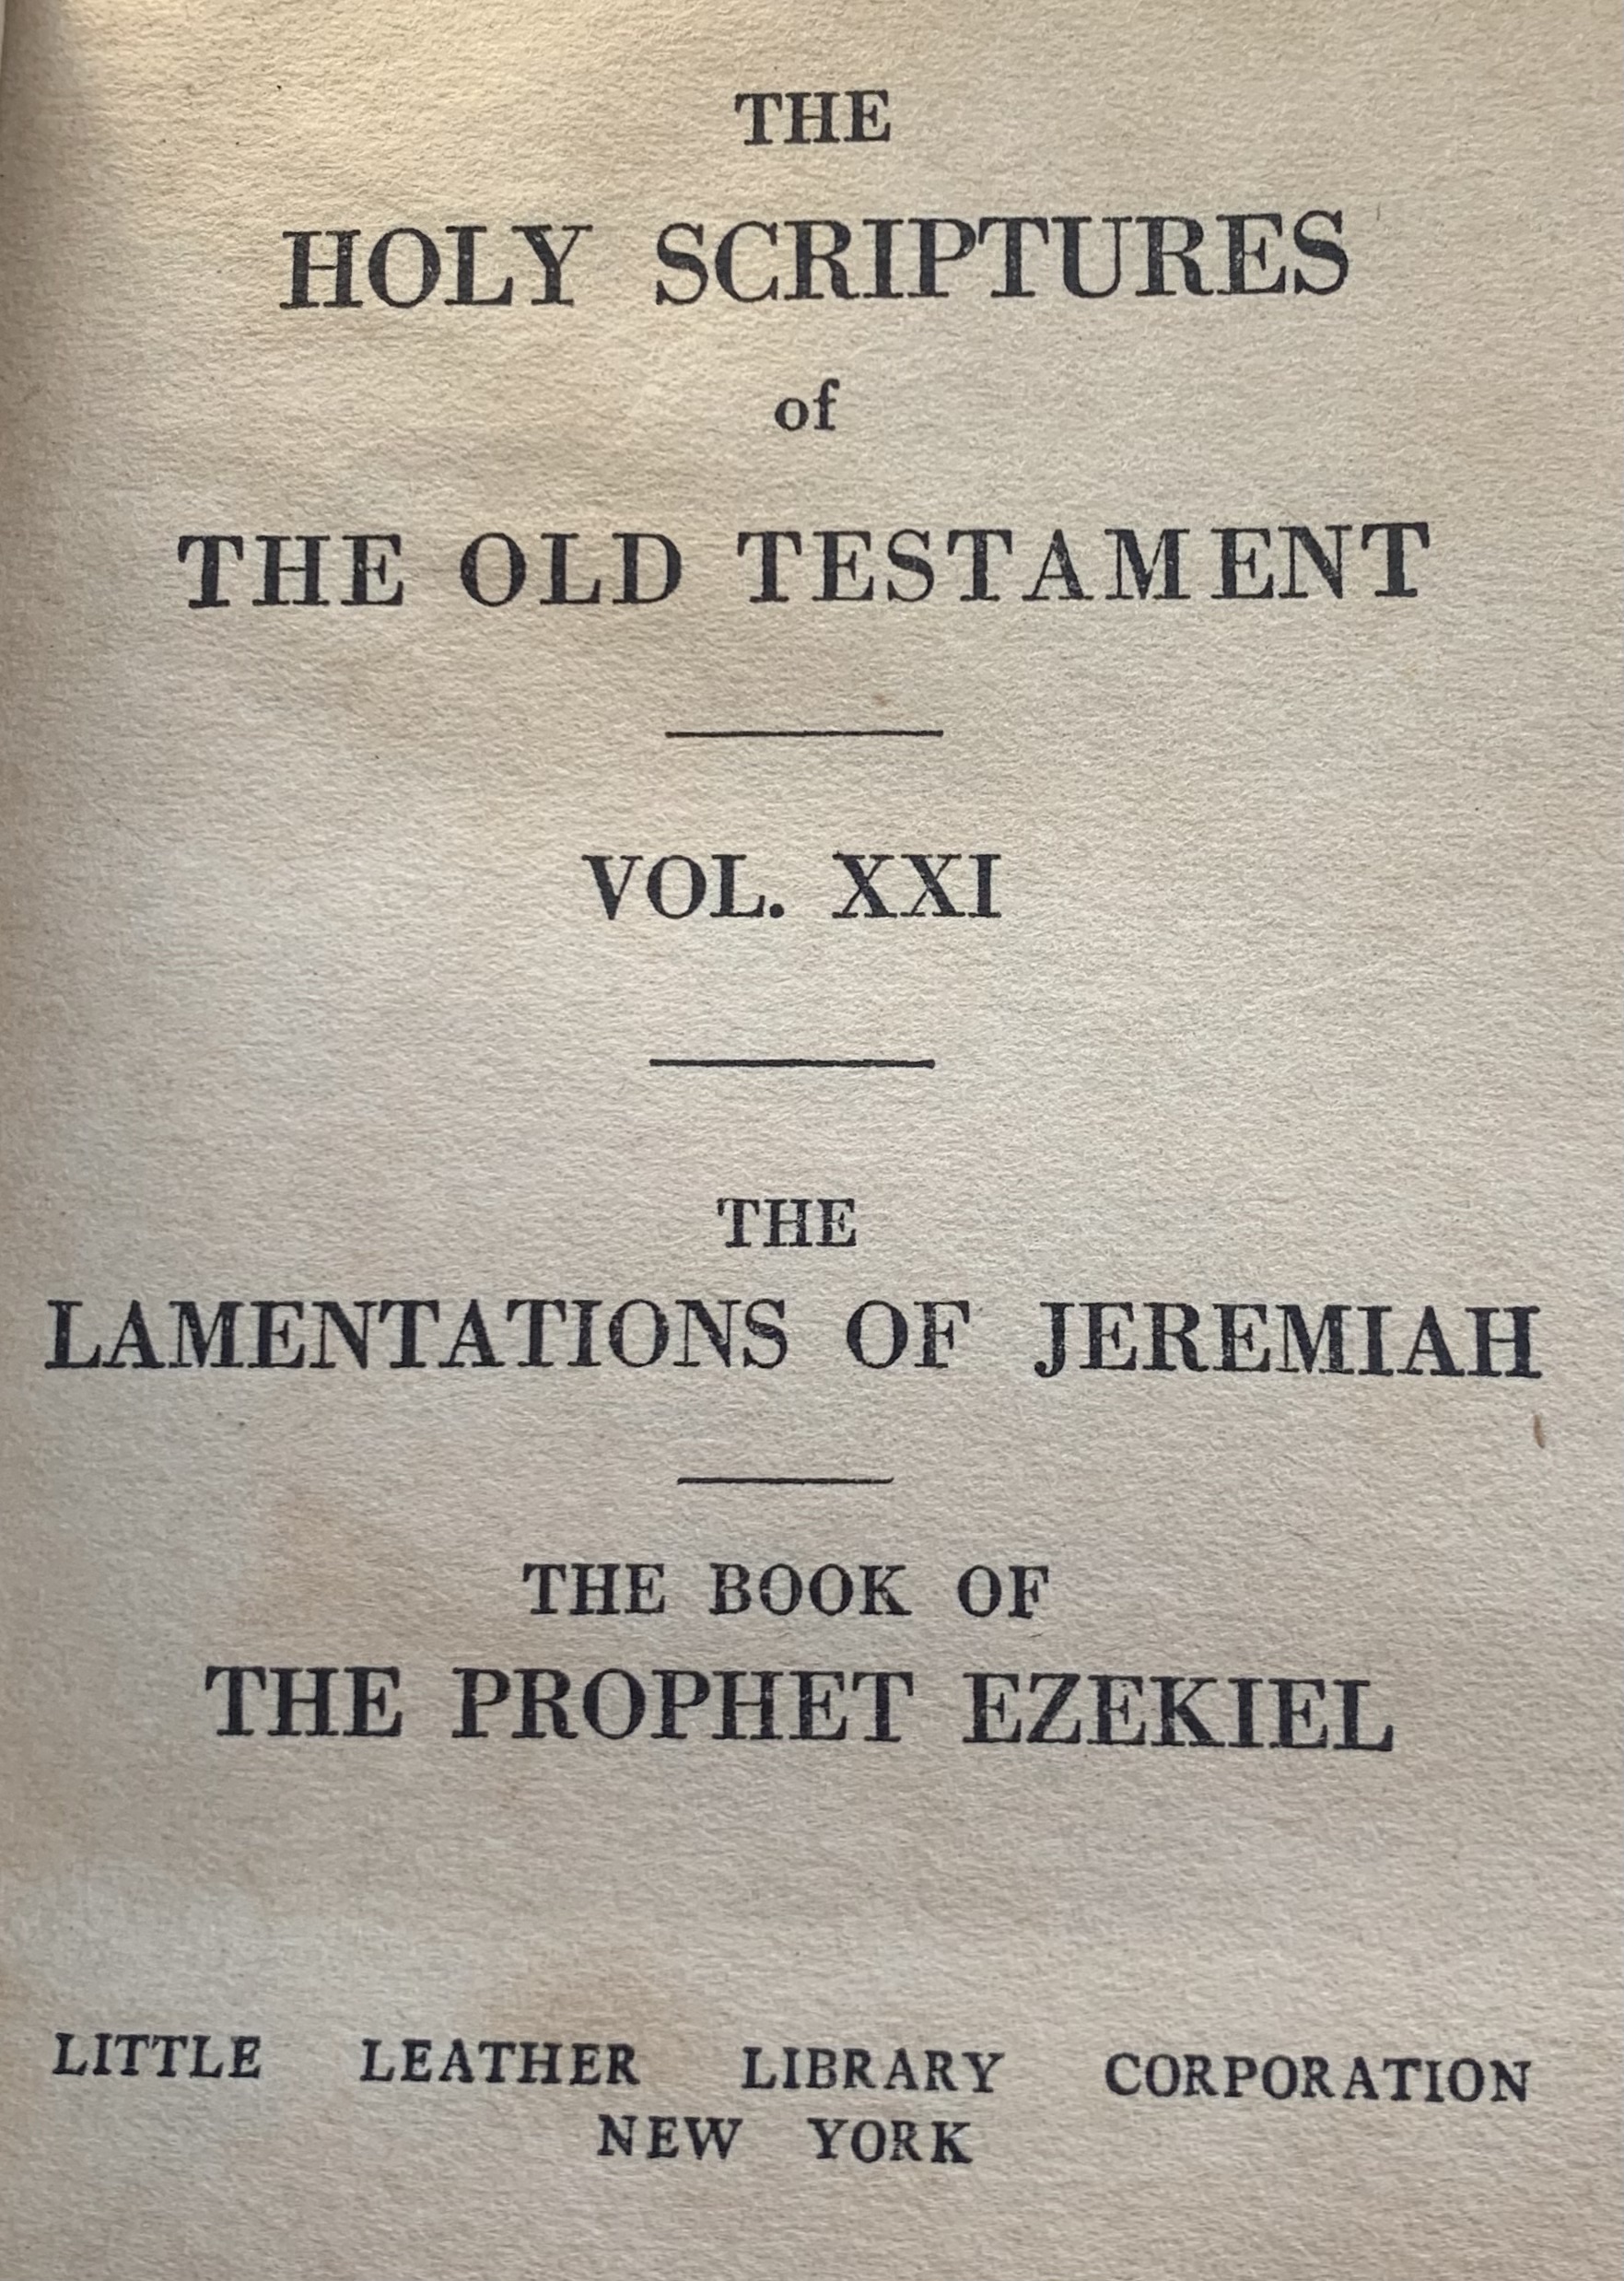 THE
HOLY SCRIPTURES
of
THE OLD TESTAMENT
VOL. XXI
THE
LAMENTATIONS OF JEREMIAH
THE BOOK OF
THE PROPHET EZEKIEL
LITTLE LEATHER LIBRARY CORPORATION
NEW YORK